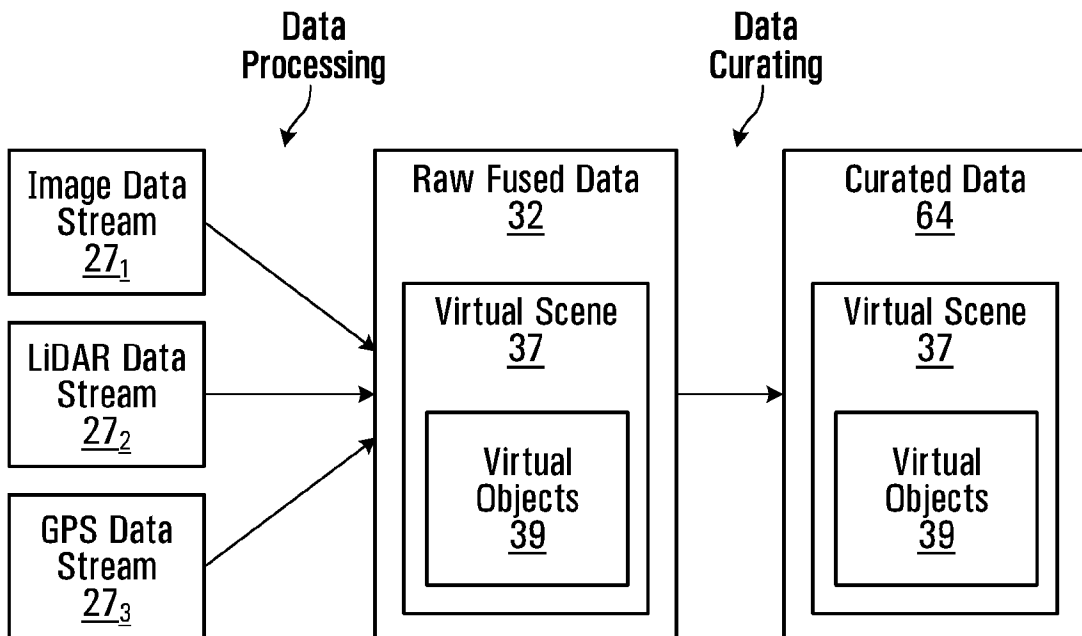 Data
Processing
Data
Curating
Image Data
Stream
27₁
LiDAR Data
Stream
27₂
GPS Data
Stream
27₃
Raw Fused Data
32
Virtual Scene
37
Virtual
Objects
39
Curated Data
64
Virtual Scene
37
Virtual
Objects
39